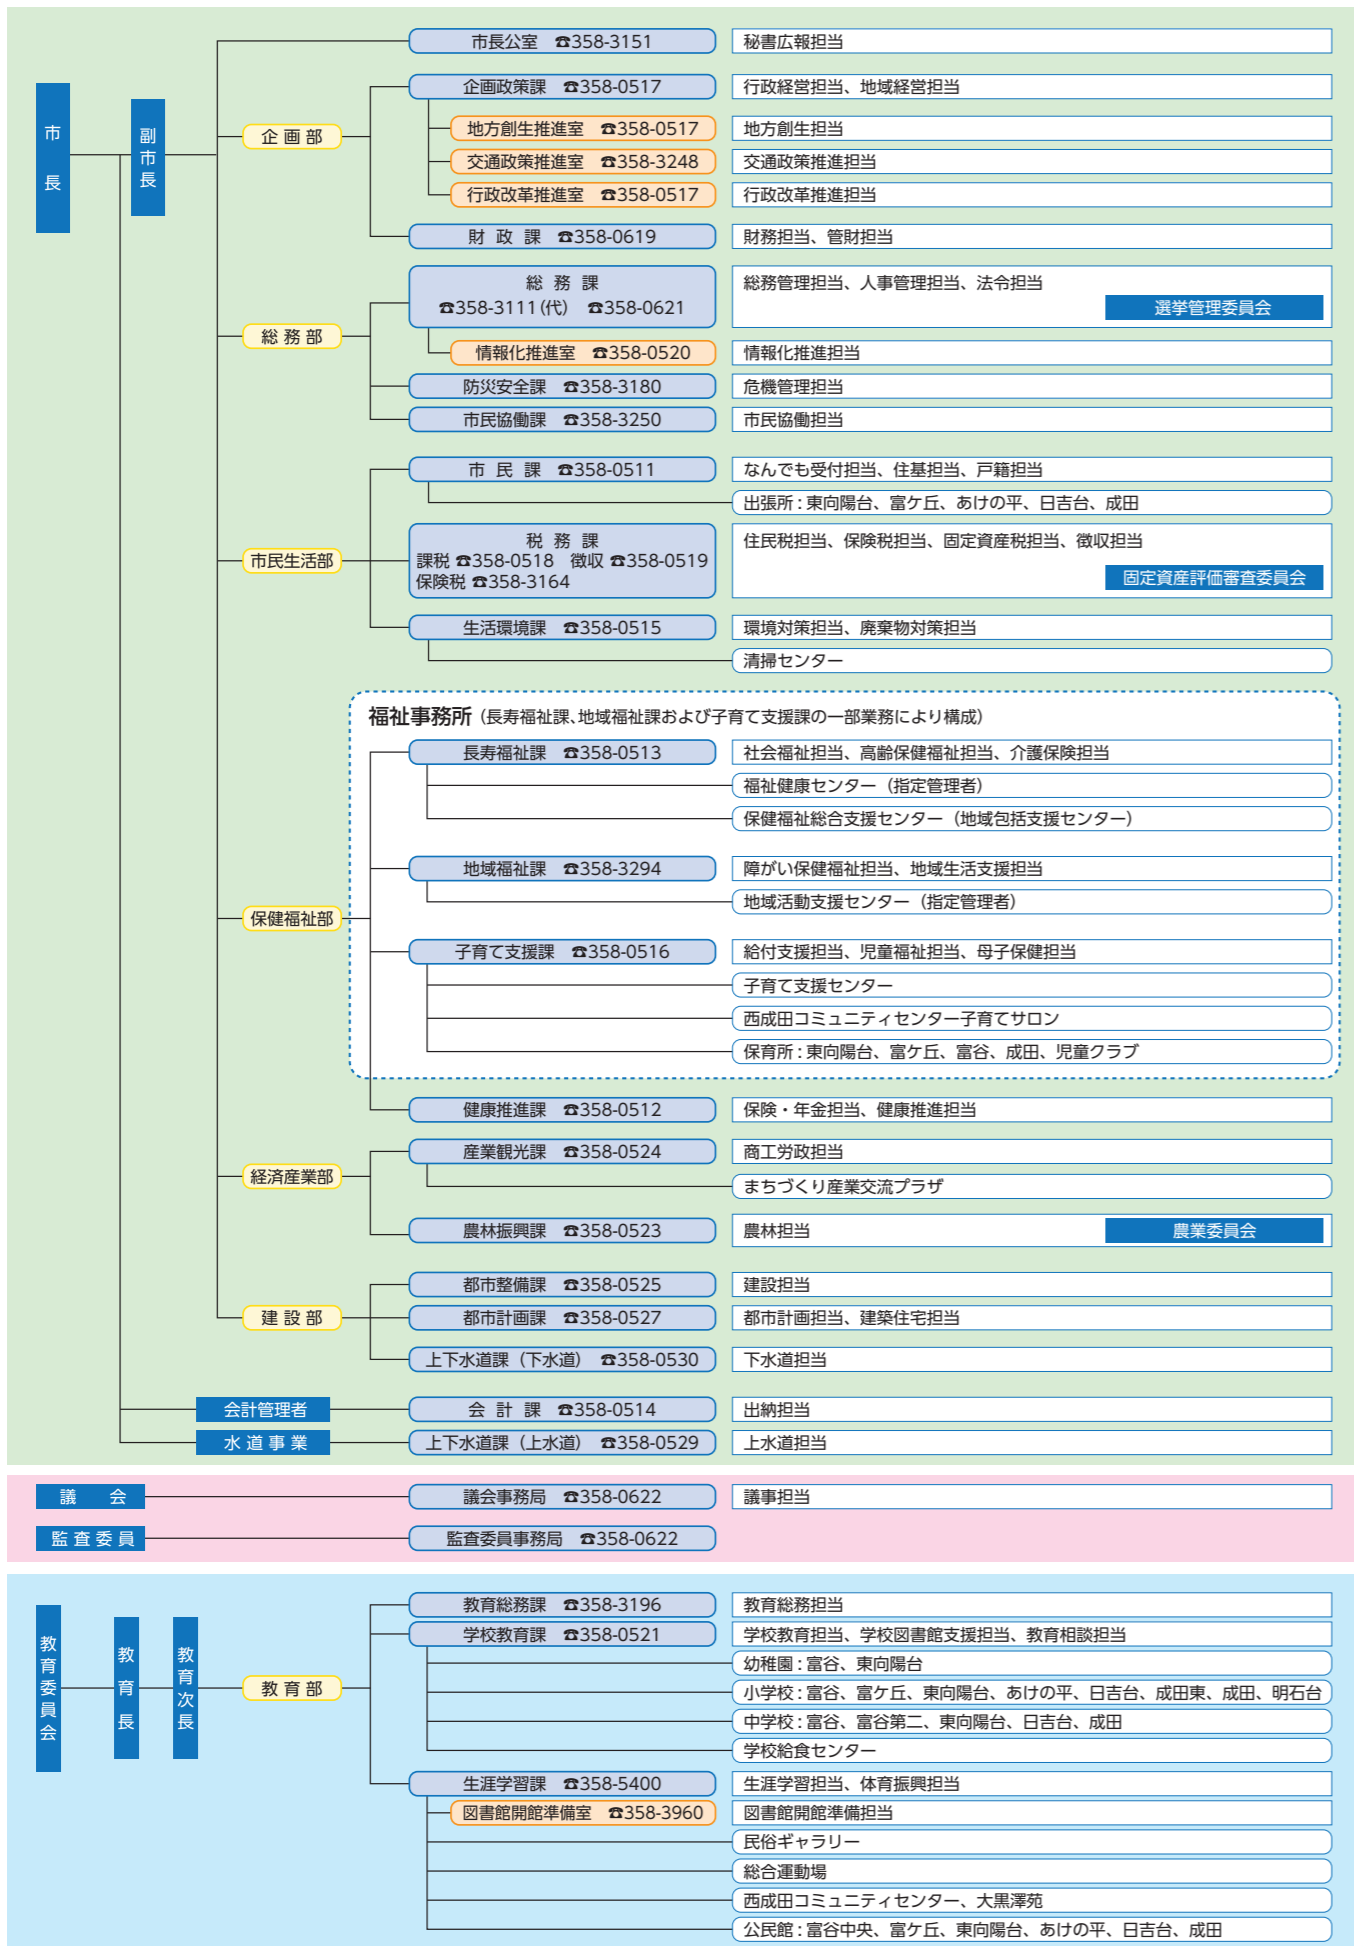 市長
副市長
市長公室 ☎358-3151
秘書広報担当
企画部
企画政策課 ☎358-0517
行政経営担当、地域経営担当
地方創生推進室 ☎358-0517
地方創生担当
交通政策推進室 ☎358-3248
交通政策推進担当
行政改革推進室 ☎358-0517
行政改革推進担当
財政課 ☎358-0619
財務担当、管財担当
総務部
総務課
☎358-3111(代) ☎358-0621
総務管理担当、人事管理担当、法令担当
選挙管理委員会
情報化推進室 ☎358-0520
情報化推進担当
防災安全課 ☎358-3180
危機管理担当
市民協働課 ☎358-3250
市民協働担当
市民生活部
市民課 ☎358-0511
なんでも受付担当、住基担当、戸籍担当
出張所:東向陽台、富ケ丘、あけの平、日吉台、成田
税務課
課税 ☎358-0518 徴収 ☎358-0519
保険税 ☎358-3164
住民税担当、保険税担当、固定資産税担当、徴収担当
固定資産評価審査委員会
生活環境課 ☎358-0515
環境対策担当、廃棄物対策担当
清掃センター
保健福祉部
福祉事務所(長寿福祉課、地域福祉課および子育て支援課の一部業務により構成)
長寿福祉課 ☎358-0513
社会福祉担当、高齢保健福祉担当、介護保険担当
福祉健康センター(指定管理者)
保健福祉総合支援センター(地域包括支援センター)
地域福祉課 ☎358-3294
障がい保健福祉担当、地域生活支援担当
地域活動支援センター(指定管理者)
子育て支援課 ☎358-0516
給付支援担当、児童福祉担当、母子保健担当
子育て支援センター
西成田コミュニティセンター子育てサロン
保育所:東向陽台、富ケ丘、富谷、成田、児童クラブ
健康推進課 ☎358-0512
保険・年金担当、健康推進担当
経済産業部
産業観光課 ☎358-0524
商工労政担当
まちづくり産業交流プラザ
農林振興課 ☎358-0523
農林担当
農業委員会
建設部
都市整備課 ☎358-0525
建設担当
都市計画課 ☎358-0527
都市計画担当、建築住宅担当
上下水道課(下水道) ☎358-0530
下水道担当
会計管理者
会計課 ☎358-0514
出納担当
水道事業
上下水道課(上水道) ☎358-0529
上水道担当
議会
議会事務局 ☎358-0622
議事担当
監査委員
監査委員事務局 ☎358-0622
教育委員会
教育長
教育次長
教育部
教育総務課 ☎358-3196
教育総務担当
学校教育課 ☎358-0521
学校教育担当、学校図書館支援担当、教育相談担当
幼稚園:富谷、東向陽台
小学校:富谷、富ケ丘、東向陽台、あけの平、日吉台、成田東、成田、明石台
中学校:富谷、富谷第二、東向陽台、日吉台、成田
学校給食センター
生涯学習課 ☎358-5400
生涯学習担当、体育振興担当
図書館開館準備室 ☎358-3960
図書館開館準備担当
民俗ギャラリー
総合運動場
西成田コミュニティセンター、大黒澤苑
公民館:富谷中央、富ケ丘、東向陽台、あけの平、日吉台、成田